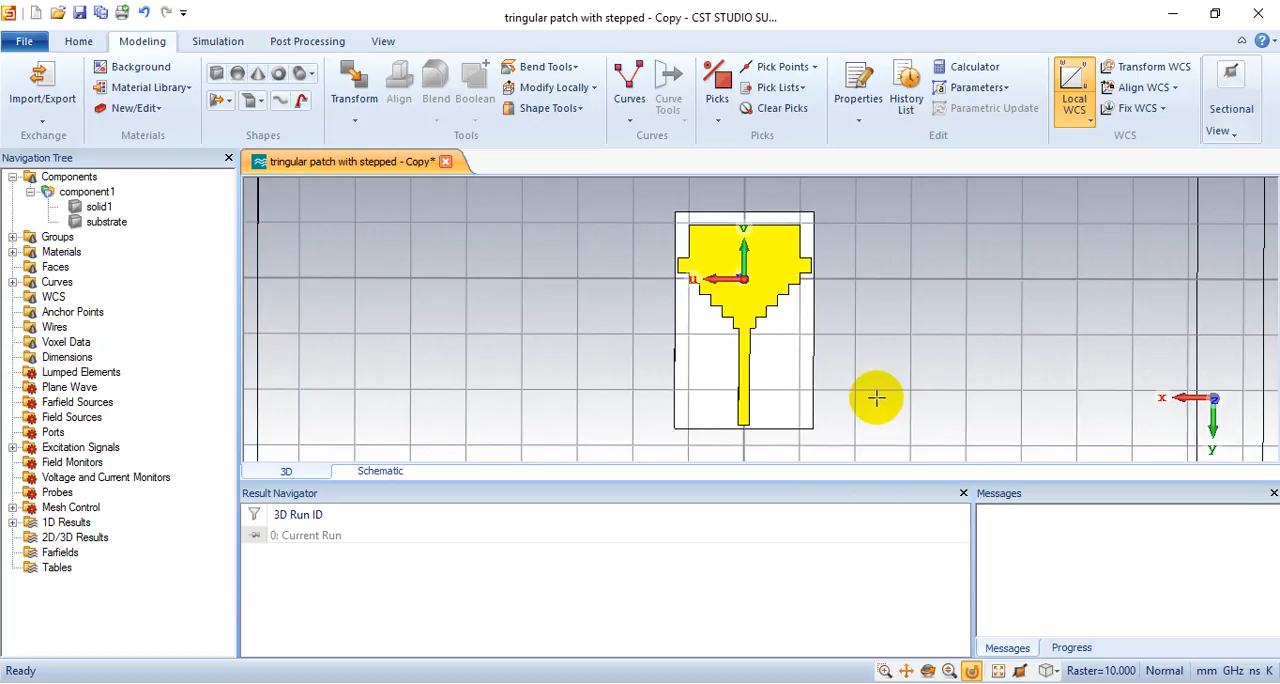 tringular patch with stepped - Copy - CST STUDIO SU...
File Home Modeling Simulation Post Processing View
Import/Export
Exchange
Background
Material Library
New/Edit
Materials
Shapes
Transform
Align
Blend
Boolean
Bend Tools
Modify Locally
Shape Tools
Tools
Curves
Curve
Tools
Curves
Picks
Pick Points
Pick Lists
Clear Picks
Picks
Properties
History
List
Calculator
Parameters
Parametric Update
Edit
Local
WCS
Transform WCS
Align WCS
Fix WCS
WCS
Sectional
View
Navigation Tree
Components
component1
solid1
substrate
Groups
Materials
Faces
Curves
WCS
Anchor Points
Wires
Voxel Data
Dimensions
Lumped Elements
Plane Wave
Farfield Sources
Field Sources
Ports
Excitation Signals
Field Monitors
Voltage and Current Monitors
Probes
Mesh Control
1D Results
2D/3D Results
Farfields
Tables
tringular patch with stepped - Copy*
v
u
x
z
y
3D Schematic
Result Navigator
3D Run ID
0: Current Run
Messages
Messages Progress
Ready
Raster=10.000 Normal mm GHz ns K